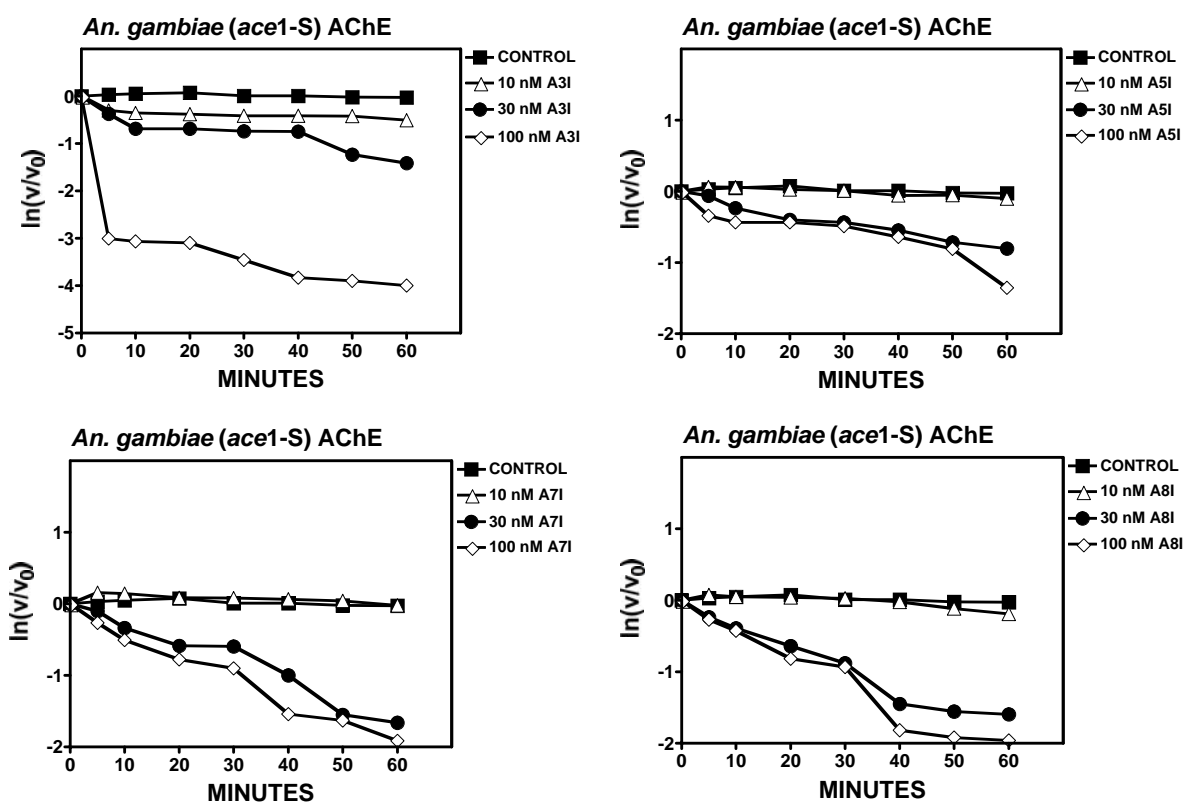 An. gambiae (ace1-S) AChE
CONTROL
10 nM A3I
30 nM A3I
100 nM A3I
ln(v/v0)
0
-1
-2
-3
-4
-5
0 10 20 30 40 50 60
MINUTES
An. gambiae (ace1-S) AChE
CONTROL
10 nM A5I
30 nM A5I
100 nM A5I
ln(v/v0)
1
0
-1
-2
0 10 20 30 40 50 60
MINUTES
An. gambiae (ace1-S) AChE
CONTROL
10 nM A7I
30 nM A7I
100 nM A7I
ln(v/v0)
1
0
-1
-2
0 10 20 30 40 50 60
MINUTES
An. gambiae (ace1-S) AChE
CONTROL
10 nM A8I
30 nM A8I
100 nM A8I
ln(v/v0)
1
0
-1
-2
0 10 20 30 40 50 60
MINUTES